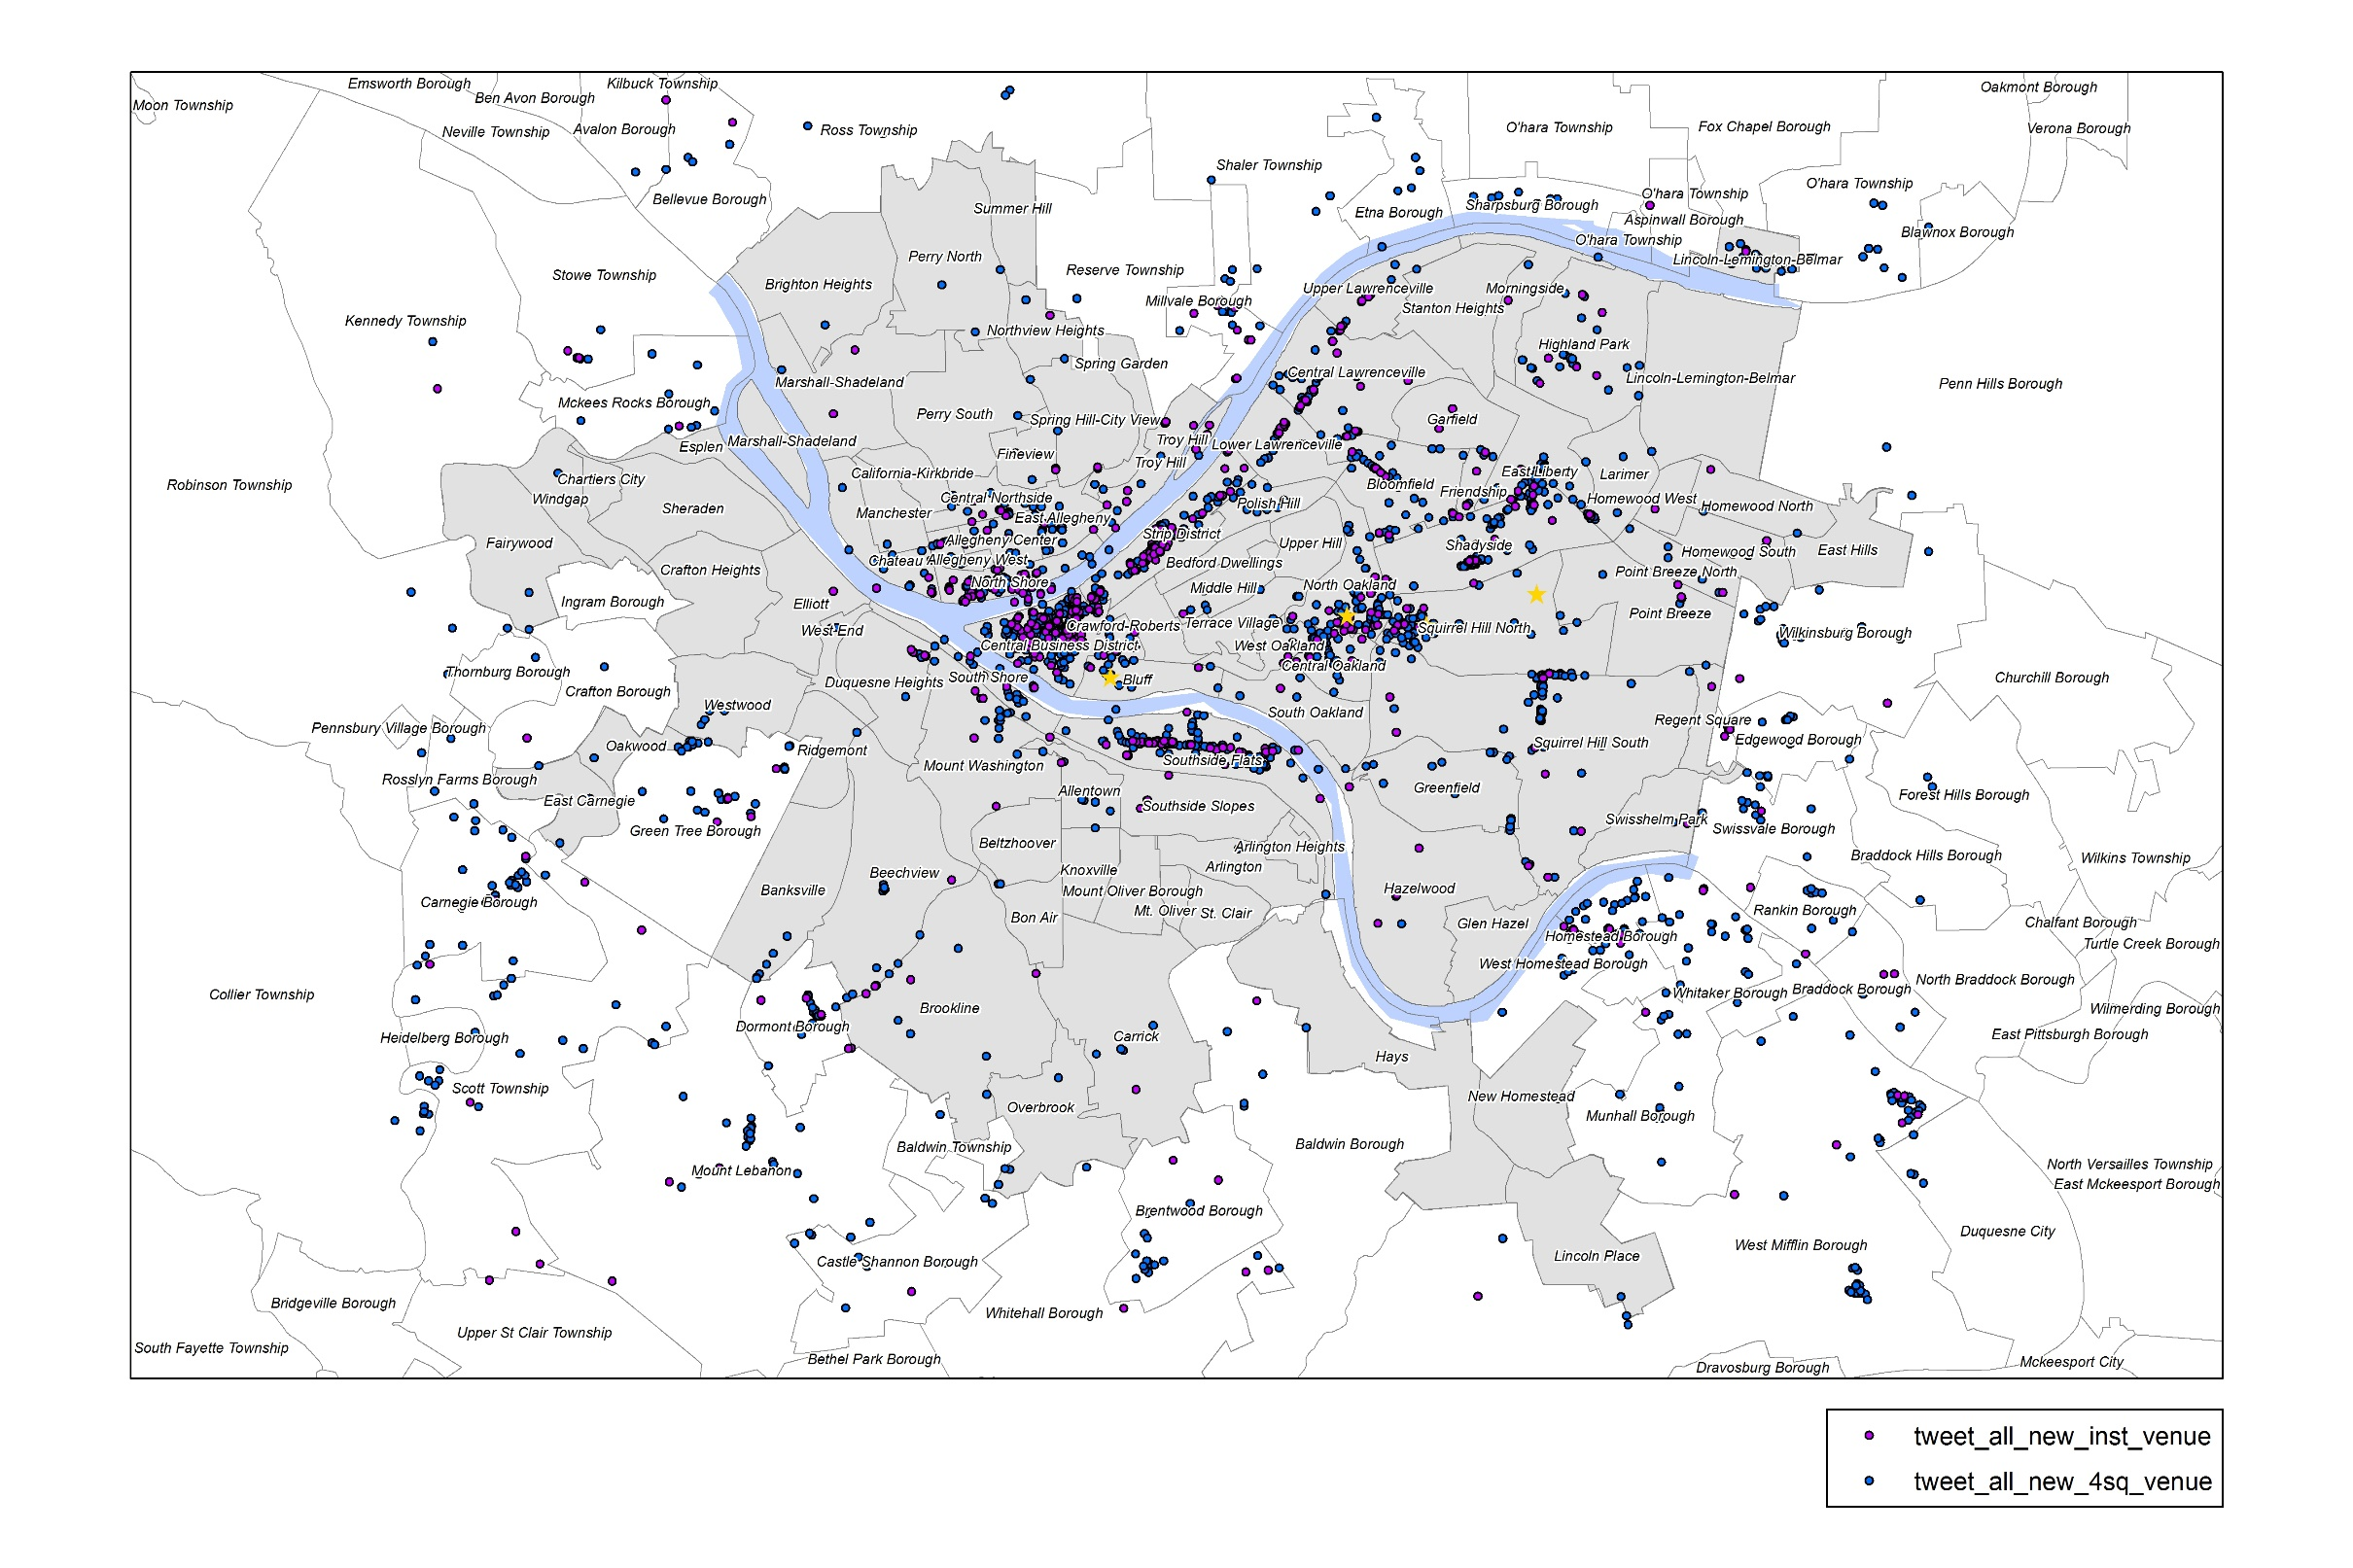 Emsworth Borough
Kilbuck Township
Oakmont Borough
Moon Township
Ben Avon Borough
Neville Township
Avalon Borough
Ross Township
O'hara Township
Fox Chapel Borough
Verona Borough
Shaler Township
O'hara Township
O'hara Township
Bellevue Borough
Summer Hill
Etna Borough
Sharpsburg Borough
Aspinwall Borough
Blawnox Borough
O'hara Township
Perry North
Lincoln-Lemington-Belmar
Stowe Township
Reserve Township
Brighton Heights
Upper Lawrenceville
Morningside
Millvale Borough
Stanton Heights
Kennedy Township
Northview Heights
Highland Park
Spring Garden
Central Lawrenceville
Lincoln-Lemington-Belmar
Marshall-Shadeland
Penn Hills Borough
Mckees Rocks Borough
Perry South
Spring Hill-City View
Garfield
Esplen
Marshall-Shadeland
Troy Hill
Lower Lawrenceville
Fineview
Troy Hill
California-Kirkbride
East Liberty
Larimer
Chartiers City
Robinson Township
Bloomfield
Friendship
Windgap
Central Northside
Polish Hill
Homewood West
Homewood North
Sheraden
Manchester
East Allegheny
Strip District
Fairywood
Allegheny Center
Upper Hill
Shadyside
Homewood South
East Hills
Chateau
Allegheny West
Bedford Dwellings
Crafton Heights
Point Breeze North
North Shore
Middle Hill
North Oakland
Ingram Borough
Elliott
Point Breeze
West End
Crawford-Roberts
Terrace Village
Squirrel Hill North
Wilkinsburg Borough
Central Business District
West Oakland
Central Oakland
Thornburg Borough
South Shore
Bluff
Churchill Borough
Duquesne Heights
Crafton Borough
Westwood
South Oakland
Regent Square
Pennsbury Village Borough
Oakwood
Ridgemont
Squirrel Hill South
Edgewood Borough
Mount Washington
Southside Flats
Rosslyn Farms Borough
Allentown
Greenfield
Forest Hills Borough
East Carnegie
Southside Slopes
Swisshelm Park
Green Tree Borough
Swissvale Borough
Beltzhoover
Arlington Heights
Braddock Hills Borough
Wilkins Township
Arlington
Beechview
Knoxville
Banksville
Mount Oliver Borough
Hazelwood
Carnegie Borough
Mt. Oliver
St. Clair
Rankin Borough
Bon Air
Glen Hazel
Chalfant Borough
Homestead Borough
Turtle Creek Borough
West Homestead Borough
North Braddock Borough
Collier Township
Whitaker Borough
Braddock Borough
Brookline
Wilmerding Borough
Dormont Borough
Heidelberg Borough
Carrick
East Pittsburgh Borough
Hays
Scott Township
New Homestead
Overbrook
Munhall Borough
Baldwin Township
Baldwin Borough
North Versailles Township
Mount Lebanon
East Mckeesport Borough
Brentwood Borough
Duquesne City
West Mifflin Borough
Lincoln Place
Castle Shannon Borough
Bridgeville Borough
Whitehall Borough
Upper St Clair Township
South Fayette Township
Bethel Park Borough
Mckeesport City
Dravosburg Borough
tweet_all_new_inst_venue
tweet_all_new_4sq_venue